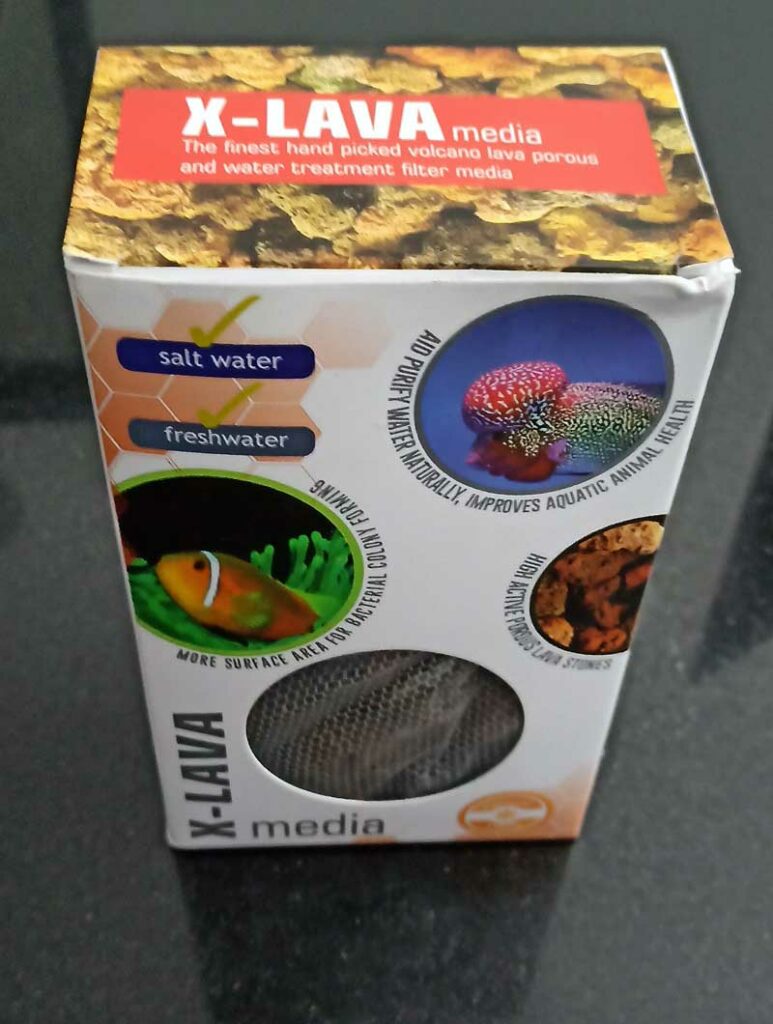 X-LAVA media
The finest hand picked volcano lava porous
and water treatment filter media
salt water
freshwater
AID PURIFY WATER NATURALLY, IMPROVES AQUATIC ANIMAL HEALTH
MORE SURFACE AREA FOR BACTERIAL COLONY FORMING
HIGH ACTIVE POROUS LAVA STONES
X-LAVA
media